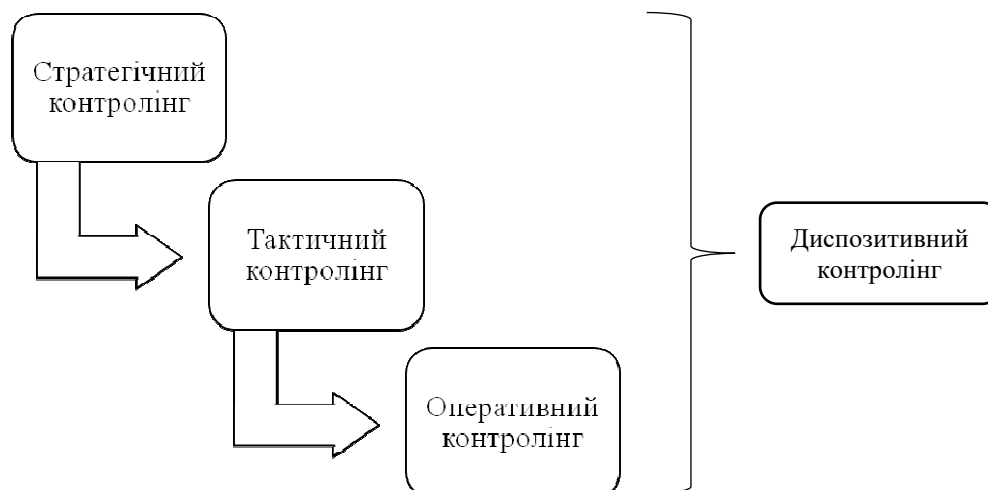 Стратегічний
контролінг
Тактичний
контролінг
Оперативний
контролінг
Диспозитивний
контролінг